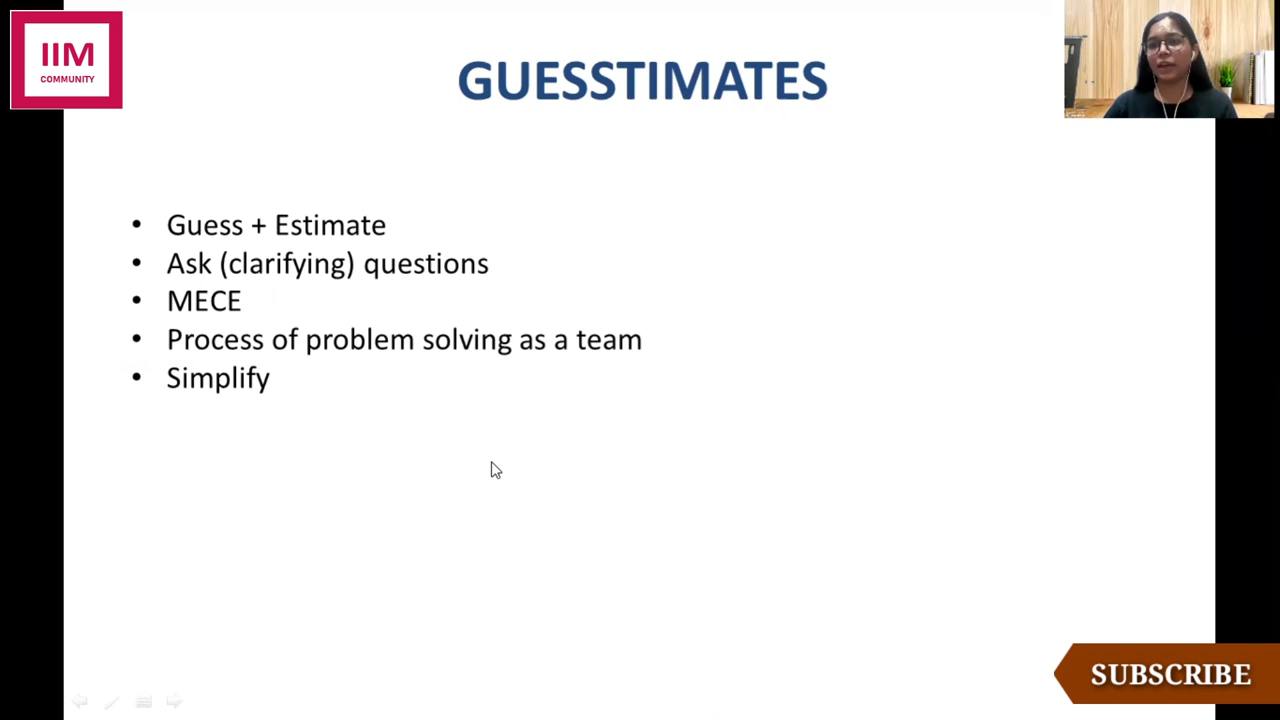 IIM
COMMUNITY
GUESSTIMATES
• Guess + Estimate
• Ask (clarifying) questions
• MECE
• Process of problem solving as a team
• Simplify
SUBSCRIBE